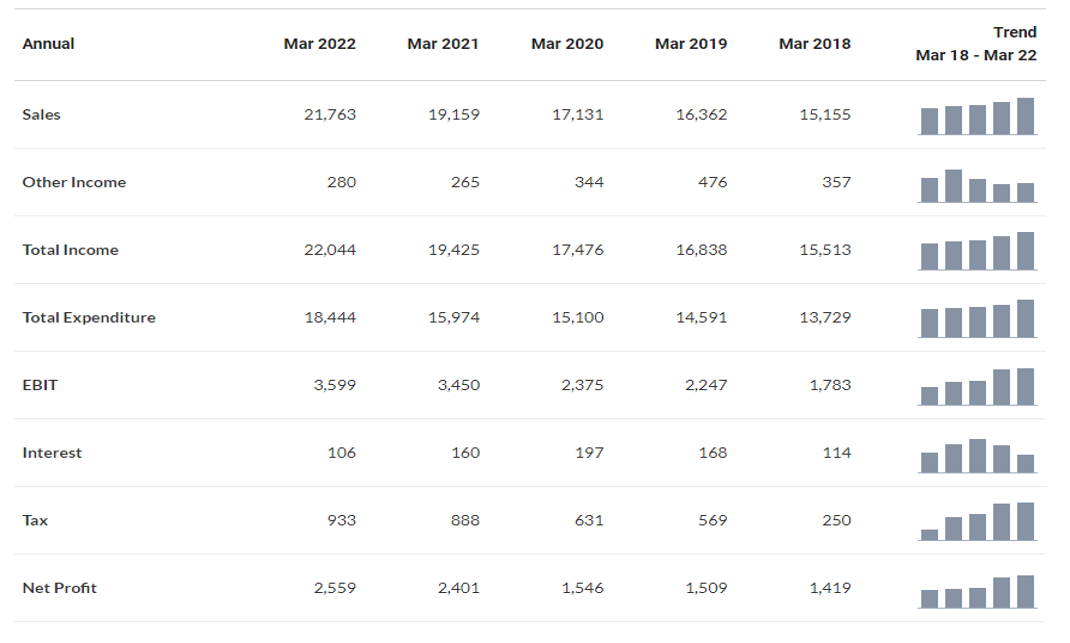 Annual Mar 2022 Mar 2021 Mar 2020 Mar 2019 Mar 2018 Trend
Mar 18 - Mar 22
Sales 21,763 19,159 17,131 16,362 15,155
Other Income 280 265 344 476 357
Total Income 22,044 19,425 17,476 16,838 15,513
Total Expenditure 18,444 15,974 15,100 14,591 13,729
EBIT 3,599 3,450 2,375 2,247 1,783
Interest 106 160 197 168 114
Tax 933 888 631 569 250
Net Profit 2,559 2,401 1,546 1,509 1,419